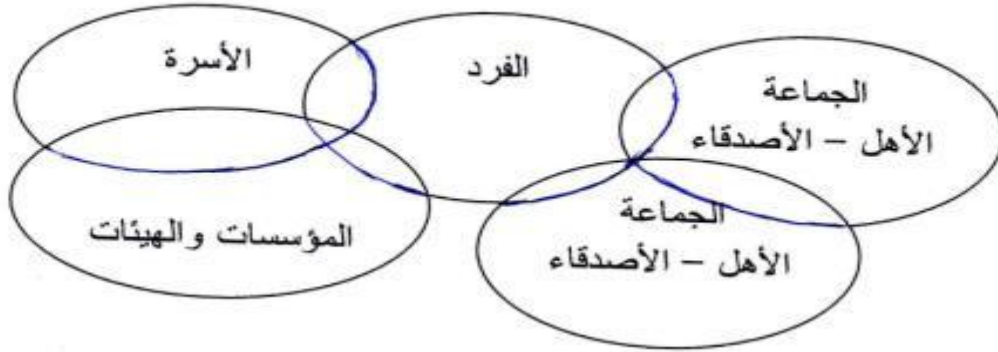 الجماعة
الأهل – الأصدقاء
الفرد
الأسرة
الجماعة
الأهل – الأصدقاء
المؤسسات والهيئات